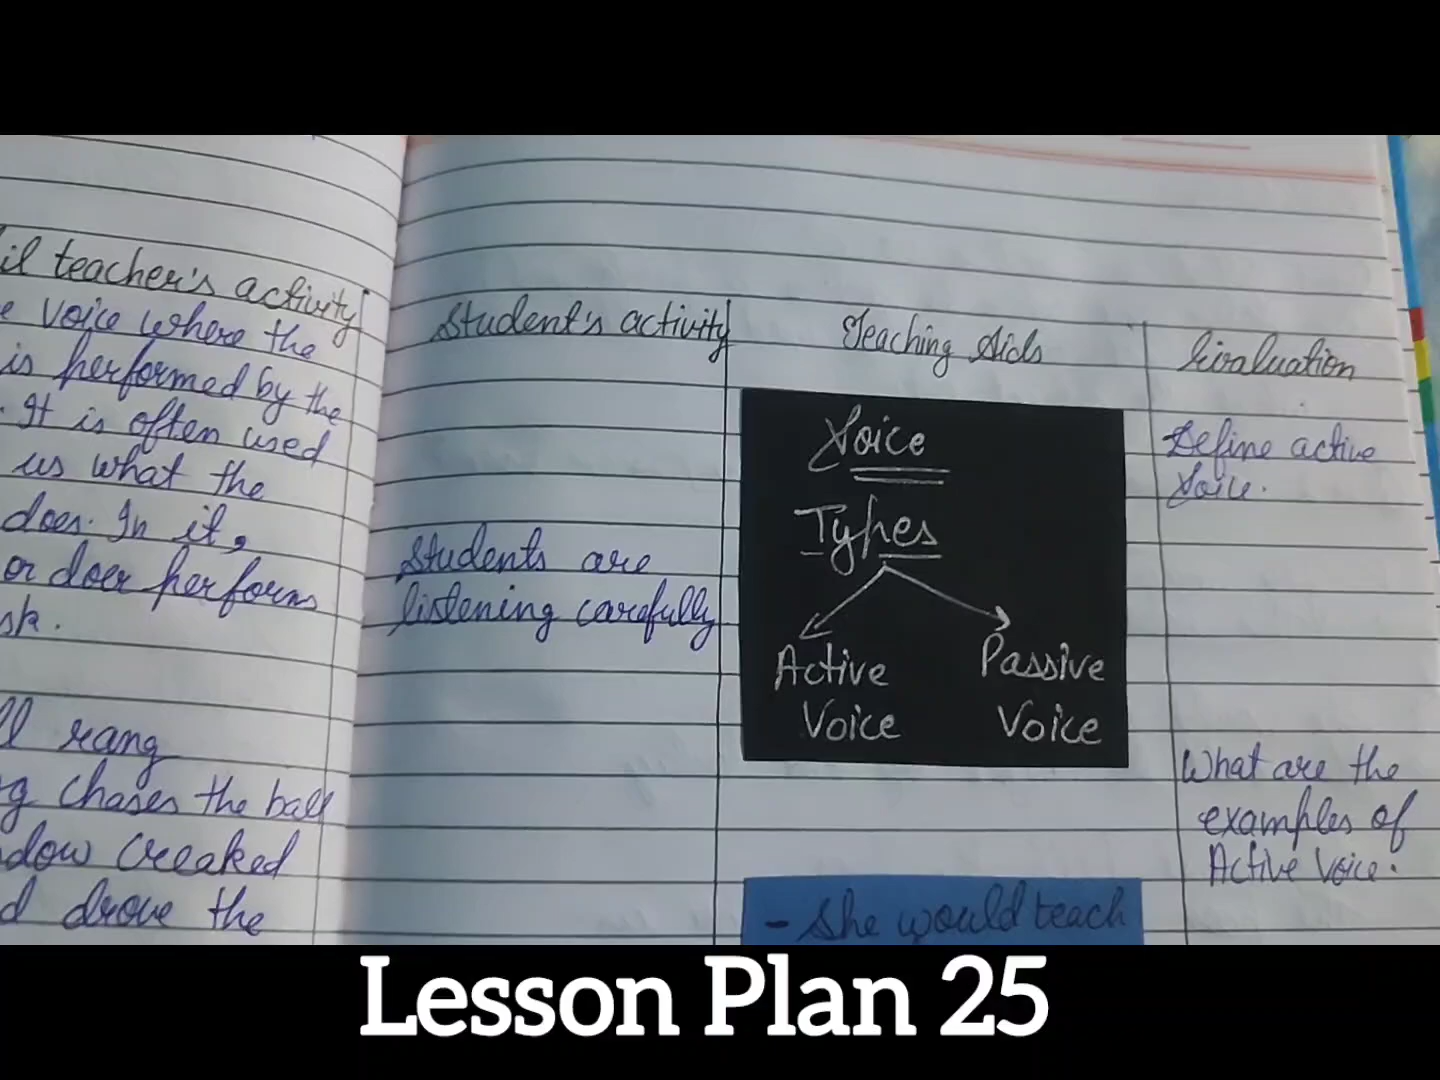 il teacher's activity
e voice where the
is performed by the
. It is often used
us what the
does. In it,
or doer performs
sk.
ll rang
g chases the ball
dow creaked
d drove the
Student's activity
Students are
listening carefully
Teaching Aids
Voice
Types
Active
Voice
Passive
Voice
- She would teach
Evaluation
Define active
Voice.
What are the
examples of
Active Voice.
Lesson Plan 25